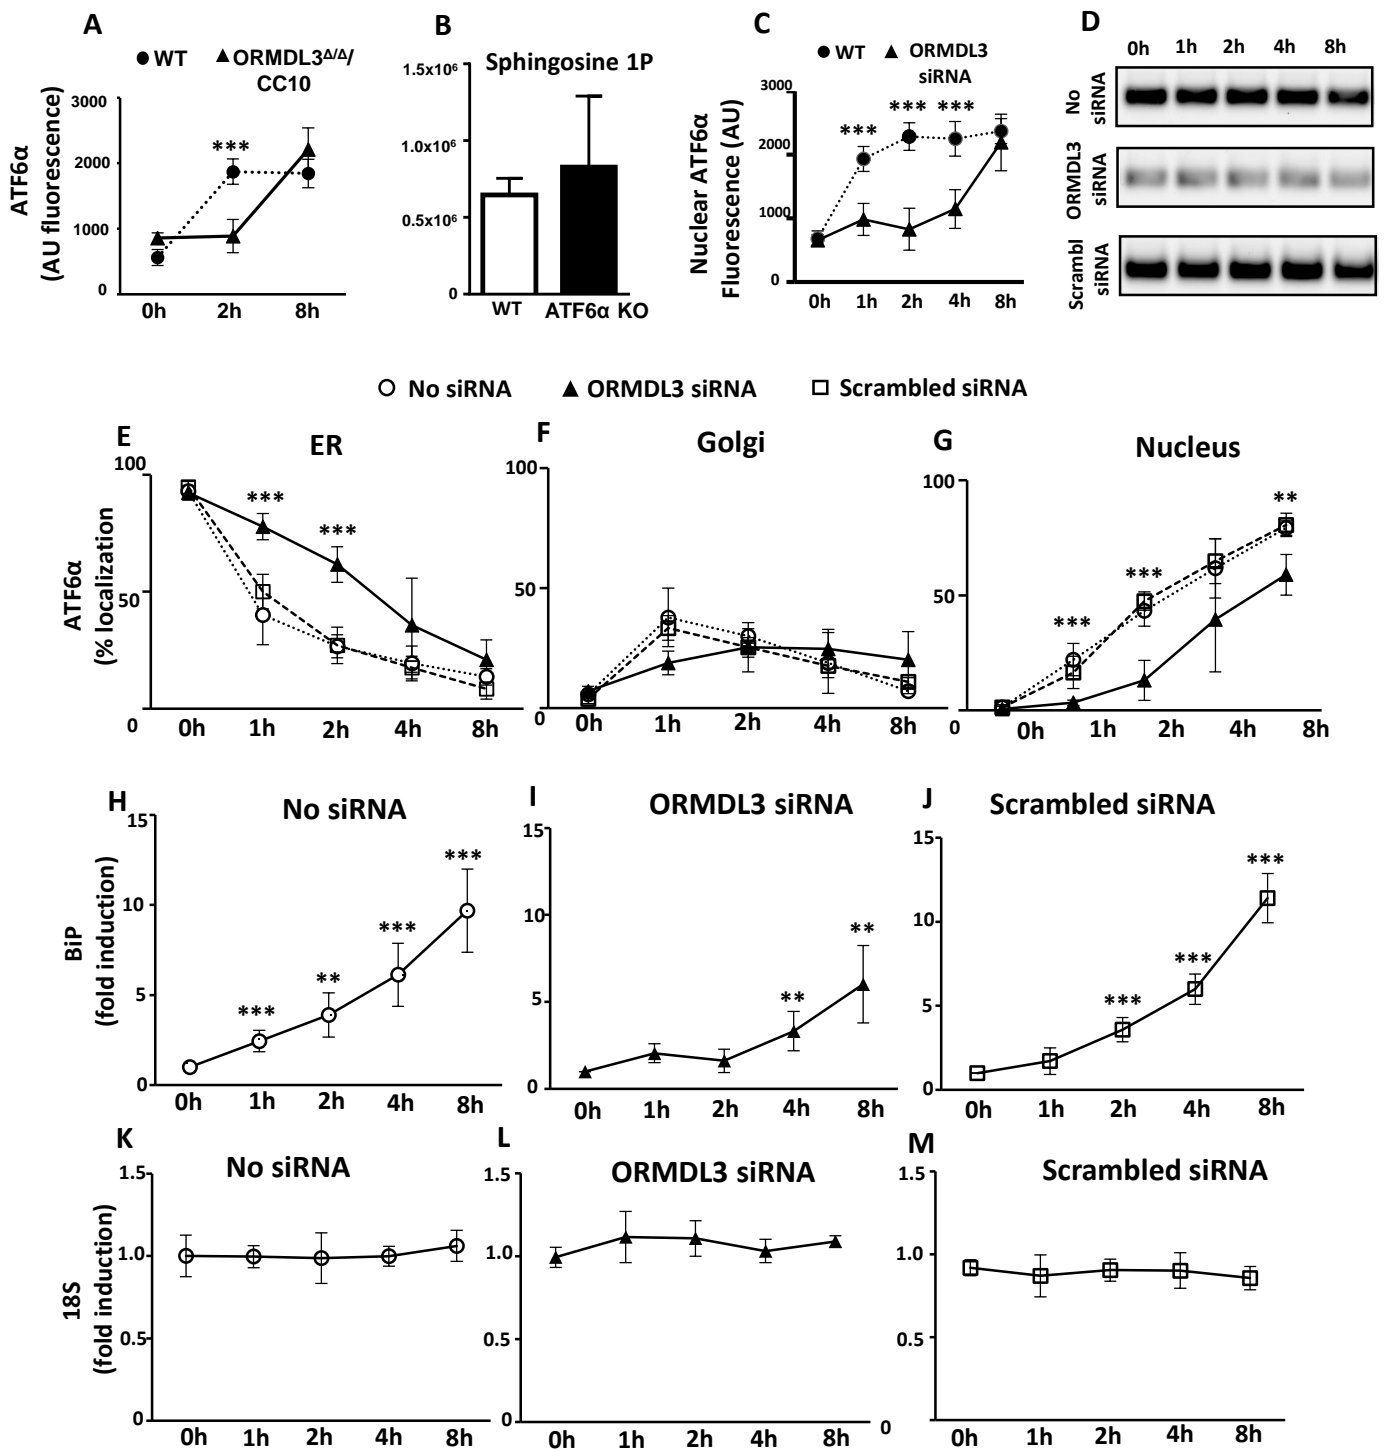 A
WT
ORMDL3Δ/Δ/
CC10
ATF6α
(AU fluorescence)
3000
2000
1000
0
***
0h 2h 8h
B
Sphingosine 1P
1.5x10⁶
1.0x10⁶
0.5x10⁶
0
WT ATF6α KO
C
WT
ORMDL3
siRNA
Nuclear ATF6α
Fluorescence (AU)
3000
2000
1000
0
*** *** ***
0h 1h 2h 4h 8h
D
0h 1h 2h 4h 8h
No
siRNA
ORMDL3
siRNA
Scrambl
siRNA
No siRNA ORMDL3 siRNA Scrambled siRNA
E
ER
ATF6α
(% localization)
100
50
0
*** ***
0h 1h 2h 4h 8h
F
Golgi
100
50
0
0h 1h 2h 4h 8h
G
Nucleus
100
50
0
*** *** **
0h 1h 2h 4h 8h
H
No siRNA
BiP
(fold induction)
15
10
5
0
*** ** *** ***
0h 1h 2h 4h 8h
I
ORMDL3 siRNA
15
10
5
0
** **
0h 1h 2h 4h 8h
J
Scrambled siRNA
15
10
5
0
*** *** ***
0h 1h 2h 4h 8h
K
No siRNA
18S
(fold induction)
1.5
1.0
0.5
0
0h 1h 2h 4h 8h
L
ORMDL3 siRNA
1.5
1.0
0.5
0
0h 1h 2h 4h 8h
M
Scrambled siRNA
1.5
1.0
0.5
0
0h 1h 2h 4h 8h